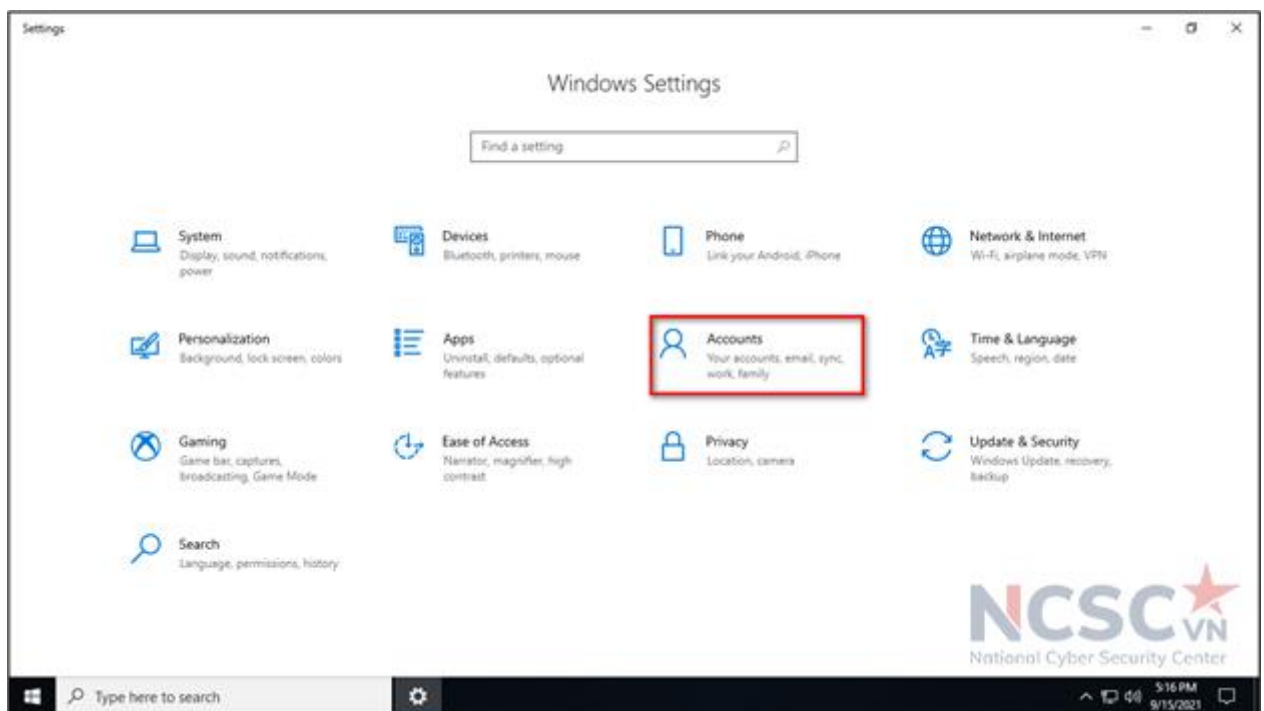 Settings
Windows Settings
Find a setting
System
Display, sound, notifications,
power
Devices
Bluetooth, printers, mouse
Phone
Link your Android, iPhone
Network & Internet
Wi-Fi, airplane mode, VPN
Personalization
Background, lock screen, colors
Apps
Uninstall, defaults, optional
features
Accounts
Your accounts, email, sync,
work, family
Time & Language
Speech, region, date
Gaming
Game bar, captures,
broadcasting, Game Mode
Ease of Access
Narrator, magnifier, high
contrast
Privacy
Location, camera
Update & Security
Windows Update, recovery,
backup
Search
Language, permissions, history
NCSC VN
National Cyber Security Center
Type here to search
5:16 PM
9/15/2021